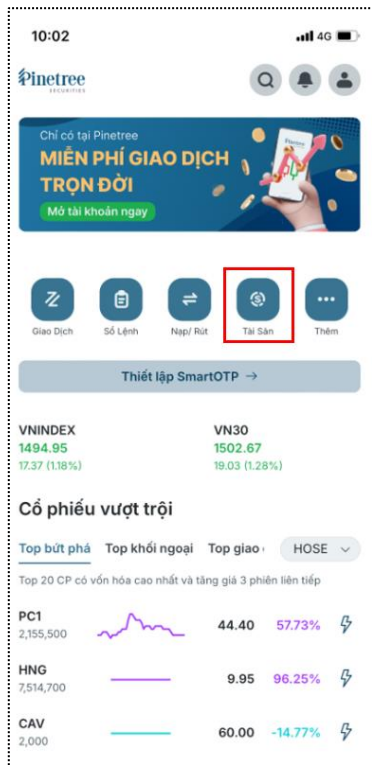 10:02
4G
Pinetree
SECURITIES
Chỉ có tại Pinetree
MIỄN PHÍ GIAO DỊCH
TRỌN ĐỜI
Mở tài khoản ngay
Giao Dịch
Sổ Lệnh
Nạp/ Rút
Tài Sản
Thêm
Thiết lập SmartOTP →
VNINDEX
1494.95
17.37 (1.18%)
VN30
1502.67
19.03 (1.28%)
Cổ phiếu vượt trội
Top bứt phá Top khối ngoại Top giao HOSE
Top 20 CP có vốn hóa cao nhất và tăng giá 3 phiên liên tiếp
PC1
2,155,500
44.40 57.73%
HNG
7,514,700
9.95 96.25%
CAV
2,000
60.00 -14.77%